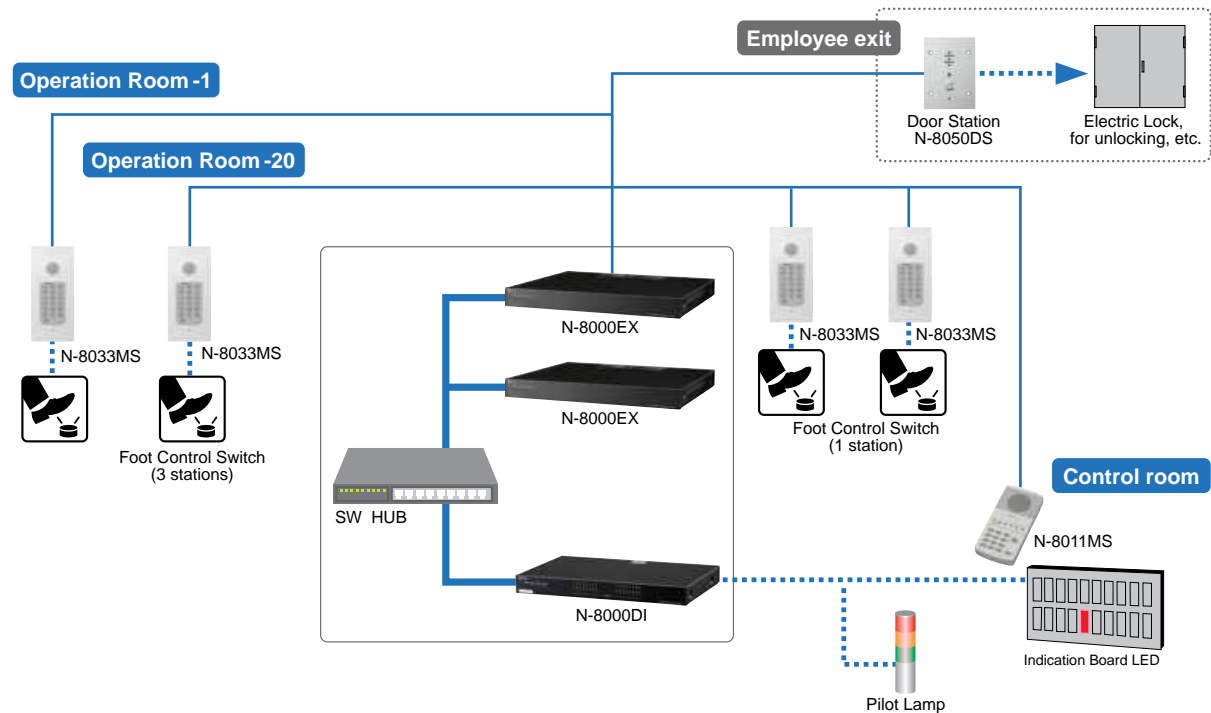 Employee exit
Operation Room -1
Door Station
N-8050DS
Electric Lock,
for unlocking, etc.
Operation Room -20
N-8000EX
N-8033MS
N-8033MS
N-8033MS
N-8033MS
N-8000EX
Foot Control Switch
(3 stations)
Foot Control Switch
(1 station)
Control room
SW HUB
N-8011MS
N-8000DI
Indication Board LED
Pilot Lamp